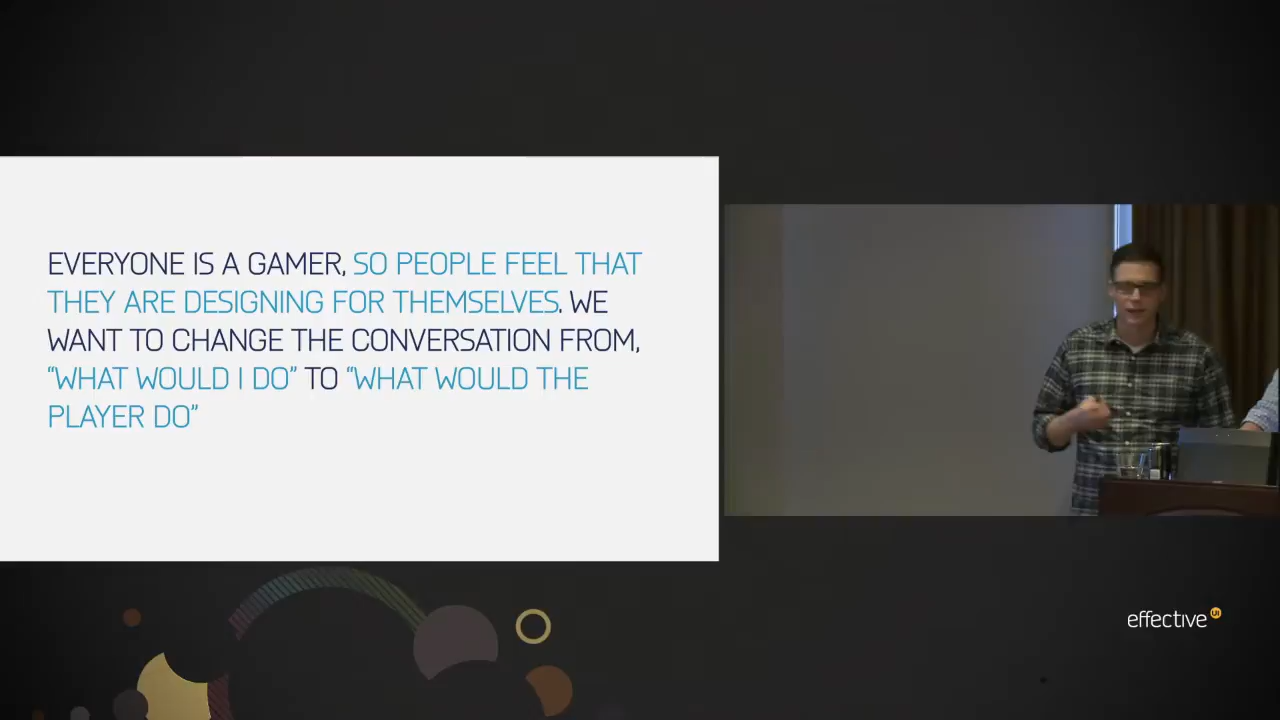 EVERYONE IS A GAMER, SO PEOPLE FEEL THAT
THEY ARE DESIGNING FOR THEMSELVES. WE
WANT TO CHANGE THE CONVERSATION FROM,
“WHAT WOULD I DO” TO “WHAT WOULD THE
PLAYER DO”
effective UI